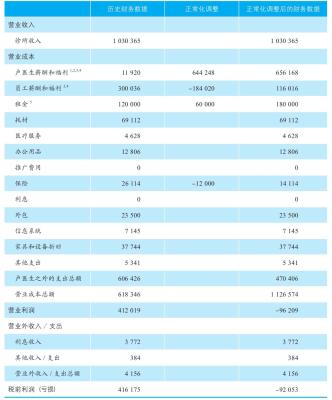 历史财务数据 正常化调整 正常化调整后的财务数据
营业收入
诊所收入 1 030 365 1 030 365
营业成本
卢医生薪酬和福利 1,2,3,4 11 920 644 248 656 168
员工薪酬和福利 3,4 300 036 -184 020 116 016
租金 5 120 000 60 000 180 000
耗材 69 112 69 112
医疗服务 4 628 4 628
办公用品 12 806 12 806
推广费用 0 0
保险 26 114 -12 000 14 114
利息 0 0
外包 23 500 23 500
信息系统 7 145 7 145
家具和设备折旧 37 744 37 744
其他支出 5 341 5 341
卢医生之外的支出总额 606 426 470 406
营业成本总额 618 346 1 126 574
营业利润 412 019 -96 209
营业外收入/支出
利息收入 3 772 3 772
其他收入/支出 384 384
营业外收入/支出总额 4 156 4 156
税前利润(亏损) 416 175 -92 053